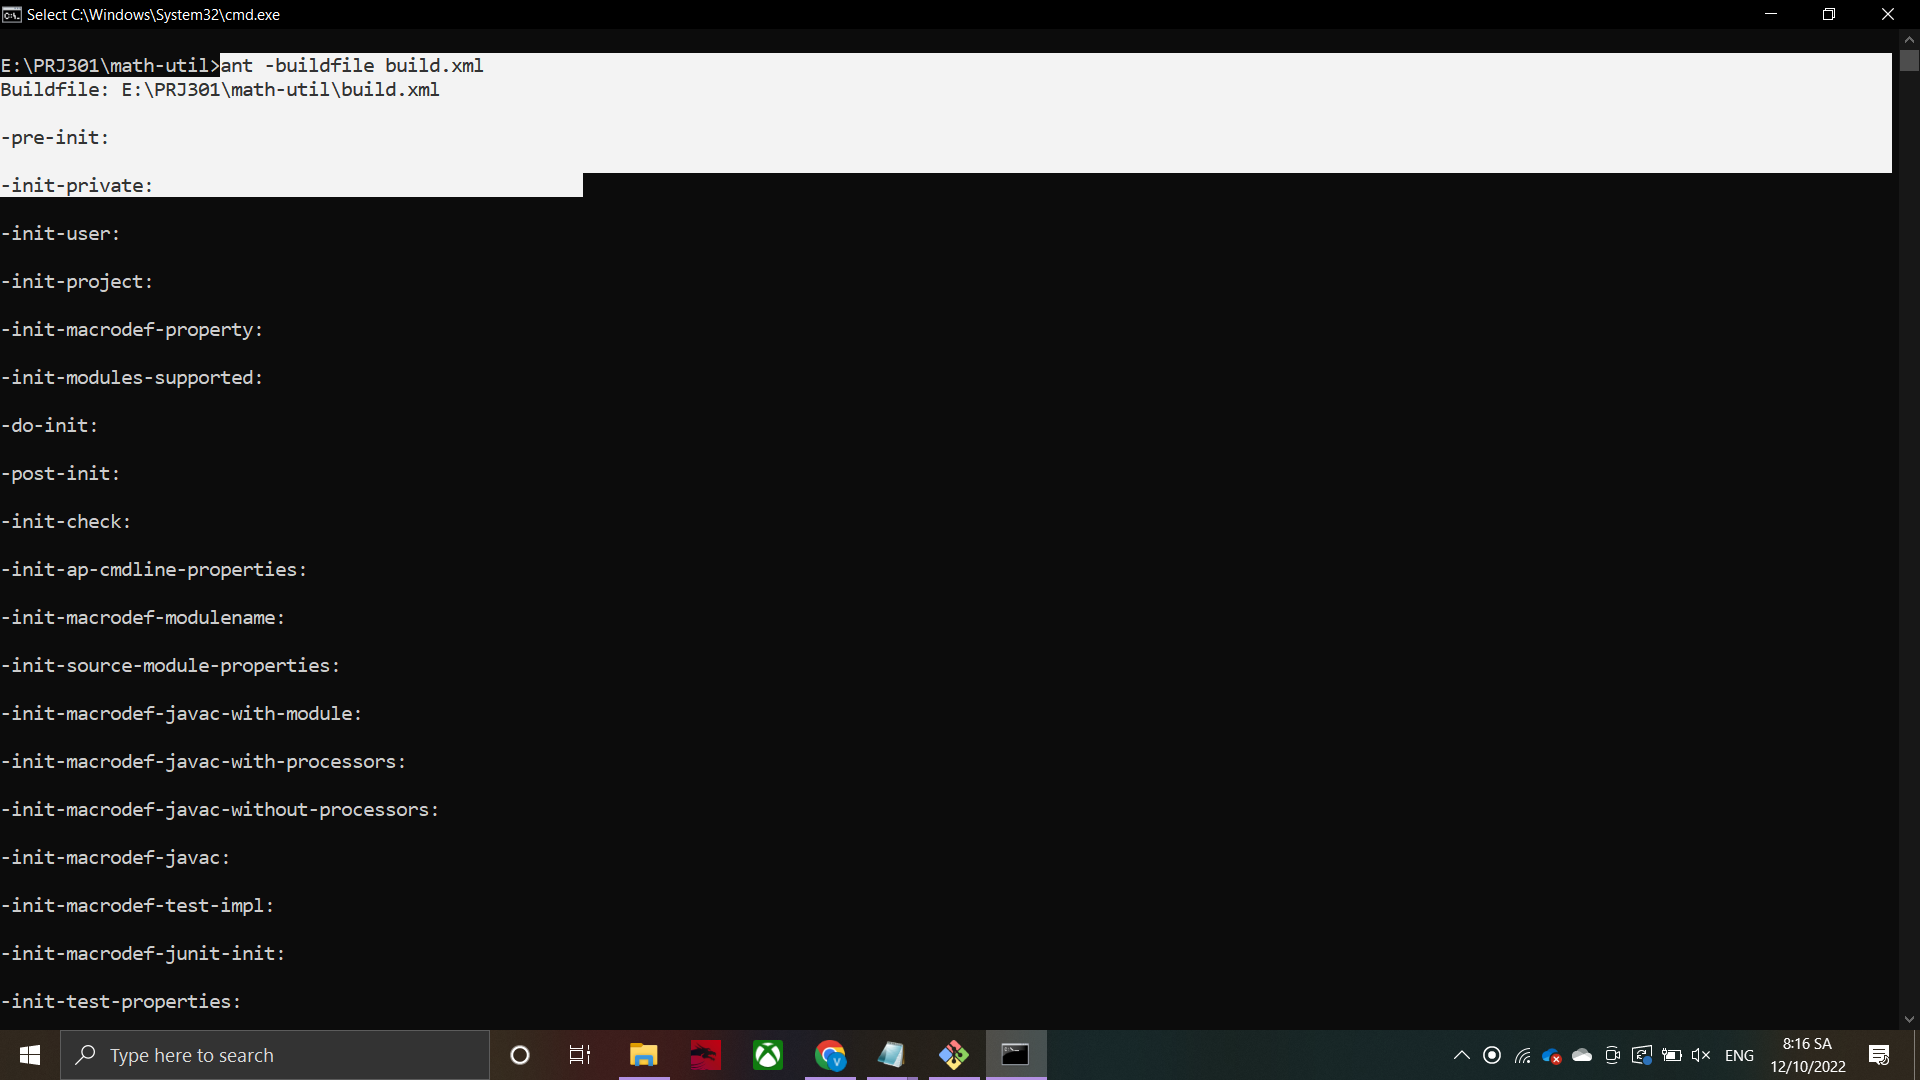 Select C:\Windows\System32\cmd.exe
E:\PRJ301\math-util>ant -buildfile build.xml
Buildfile: E:\PRJ301\math-util\build.xml
-pre-init:
-init-private:
-init-user:
-init-project:
-init-macrodef-property:
-init-modules-supported:
-do-init:
-post-init:
-init-check:
-init-ap-cmdline-properties:
-init-macrodef-modulename:
-init-source-module-properties:
-init-macrodef-javac-with-module:
-init-macrodef-javac-with-processors:
-init-macrodef-javac-without-processors:
-init-macrodef-javac:
-init-macrodef-test-impl:
-init-macrodef-junit-init:
-init-test-properties:
Type here to search
ENG
8:16 SA
12/10/2022